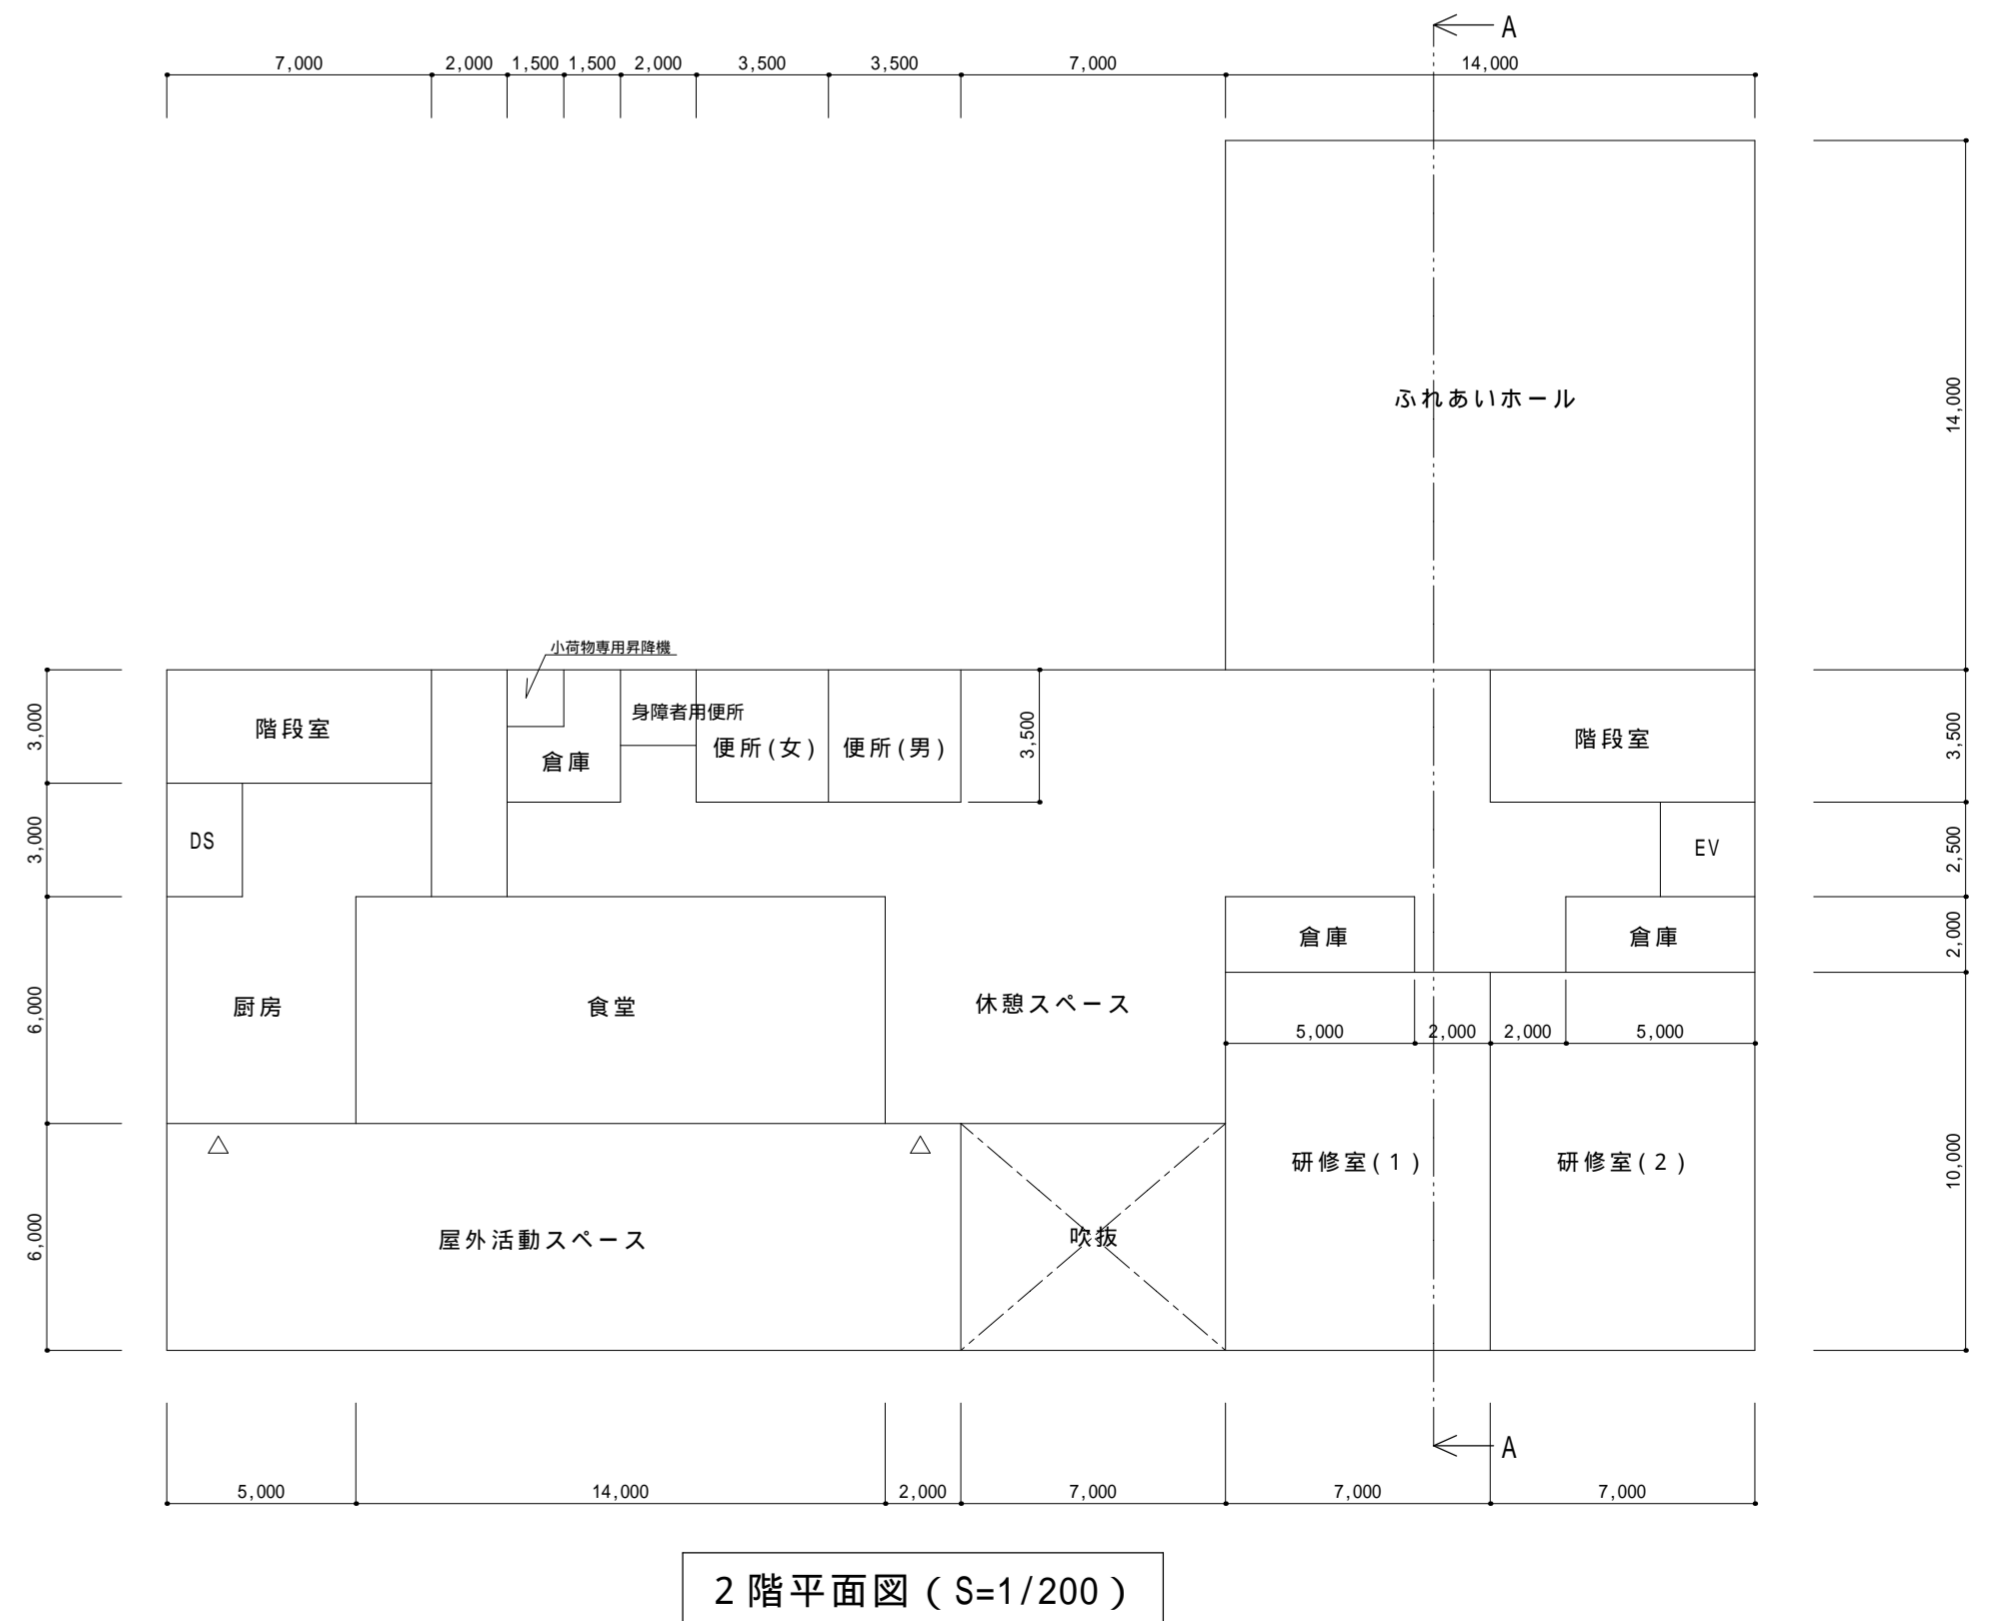 A
7,000 2,000 1,500 1,500 2,000 3,500 3,500 7,000 14,000
ふれあいホール
14,000
小荷物専用昇降機
3,000
階段室
倉庫
身障者用便所
便所(女)
便所(男)
3,500
階段室
3,500
3,000
DS
EV
2,500
倉庫
倉庫
2,000
6,000
厨房
食堂
休憩スペース
5,000 2,000 2,000 5,000
△
△
研修室(1)
研修室(2)
10,000
6,000
屋外活動スペース
吹抜
A
5,000 14,000 2,000 7,000 7,000 7,000
2階平面図(S=1/200)